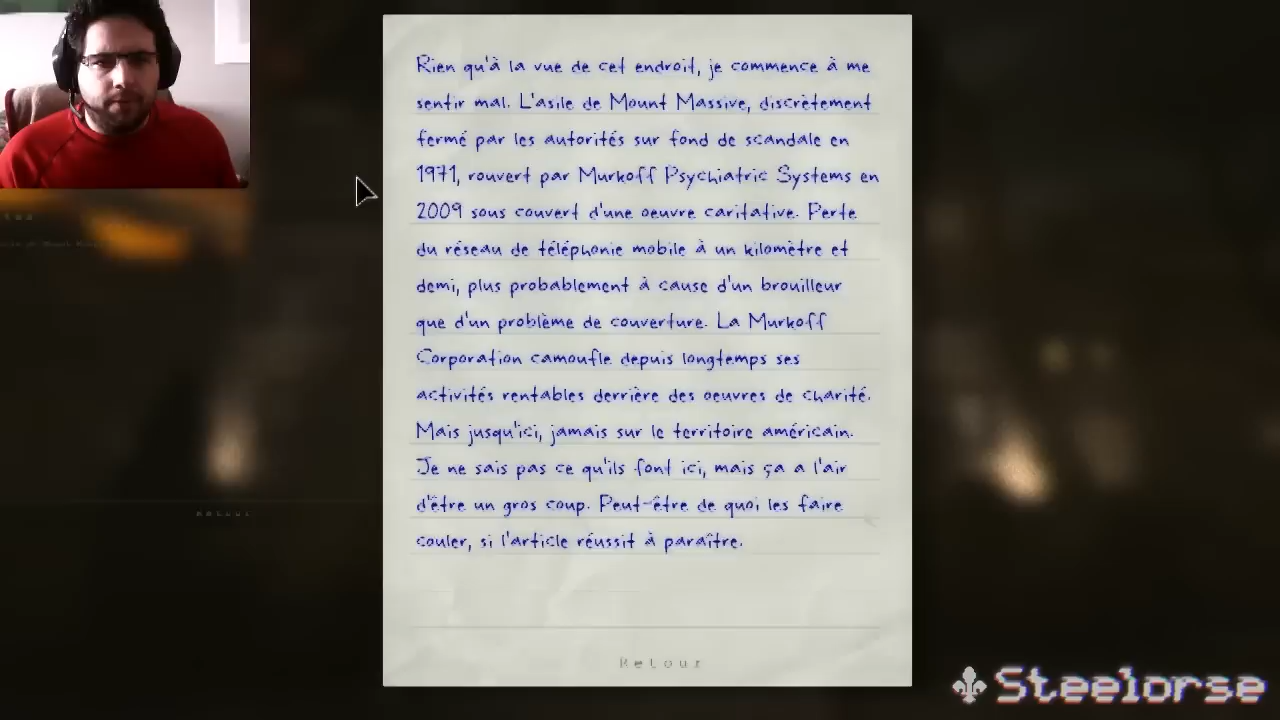 Rien qu'à la vue de cet endroit, je commence à me
sentir mal. L'asile de Mount Massive, discrètement
fermé par les autorités sur fond de scandale en
1971, rouvert par Murkoff Psychiatric Systems en
2009 sous couvert d'une oeuvre caritative. Perte
du réseau de téléphonie mobile à un kilomètre et
demi, plus probablement à cause d'un brouilleur
que d'un problème de couverture. La Murkoff
Corporation camoufle depuis longtemps ses
activités rentables derrière des oeuvres de charité.
Mais jusqu'ici, jamais sur le territoire américain.
Je ne sais pas ce qu'ils font ici, mais ça a l'air
d'être un gros coup. Peut-être de quoi les faire
couler, si l'article réussit à paraître.
Retour
Retour
Steelorse